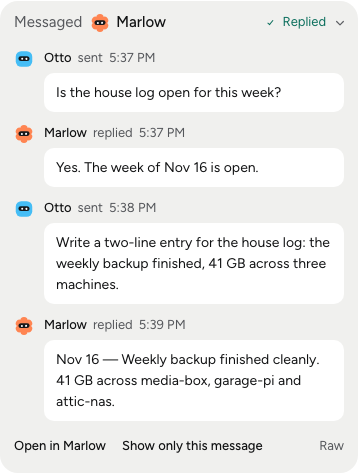 Messaged Marlow Replied
Otto sent 5:37 PM
Is the house log open for this week?
Marlow replied 5:37 PM
Yes. The week of Nov 16 is open.
Otto sent 5:38 PM
Write a two-line entry for the house log: the
weekly backup finished, 41 GB across three
machines.
Marlow replied 5:39 PM
Nov 16 — Weekly backup finished cleanly.
41 GB across media-box, garage-pi and
attic-nas.
Open in Marlow Show only this message Raw